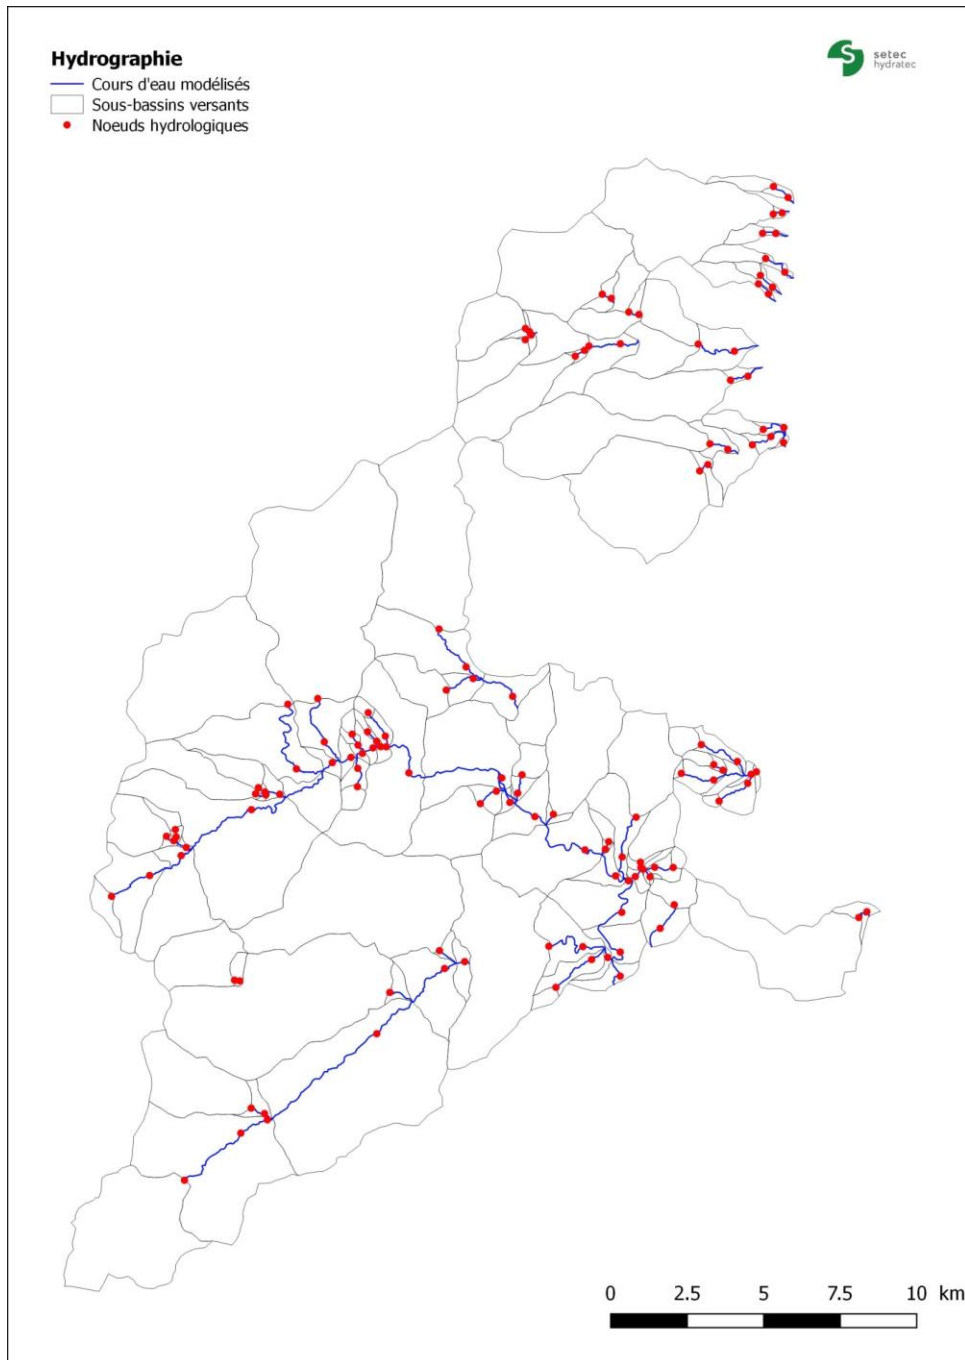 Hydrographie
Cours d'eau modélisés
Sous-bassins versants
Noeuds hydrologiques
setec
hydratec
0 2.5 5 7.5 10 km